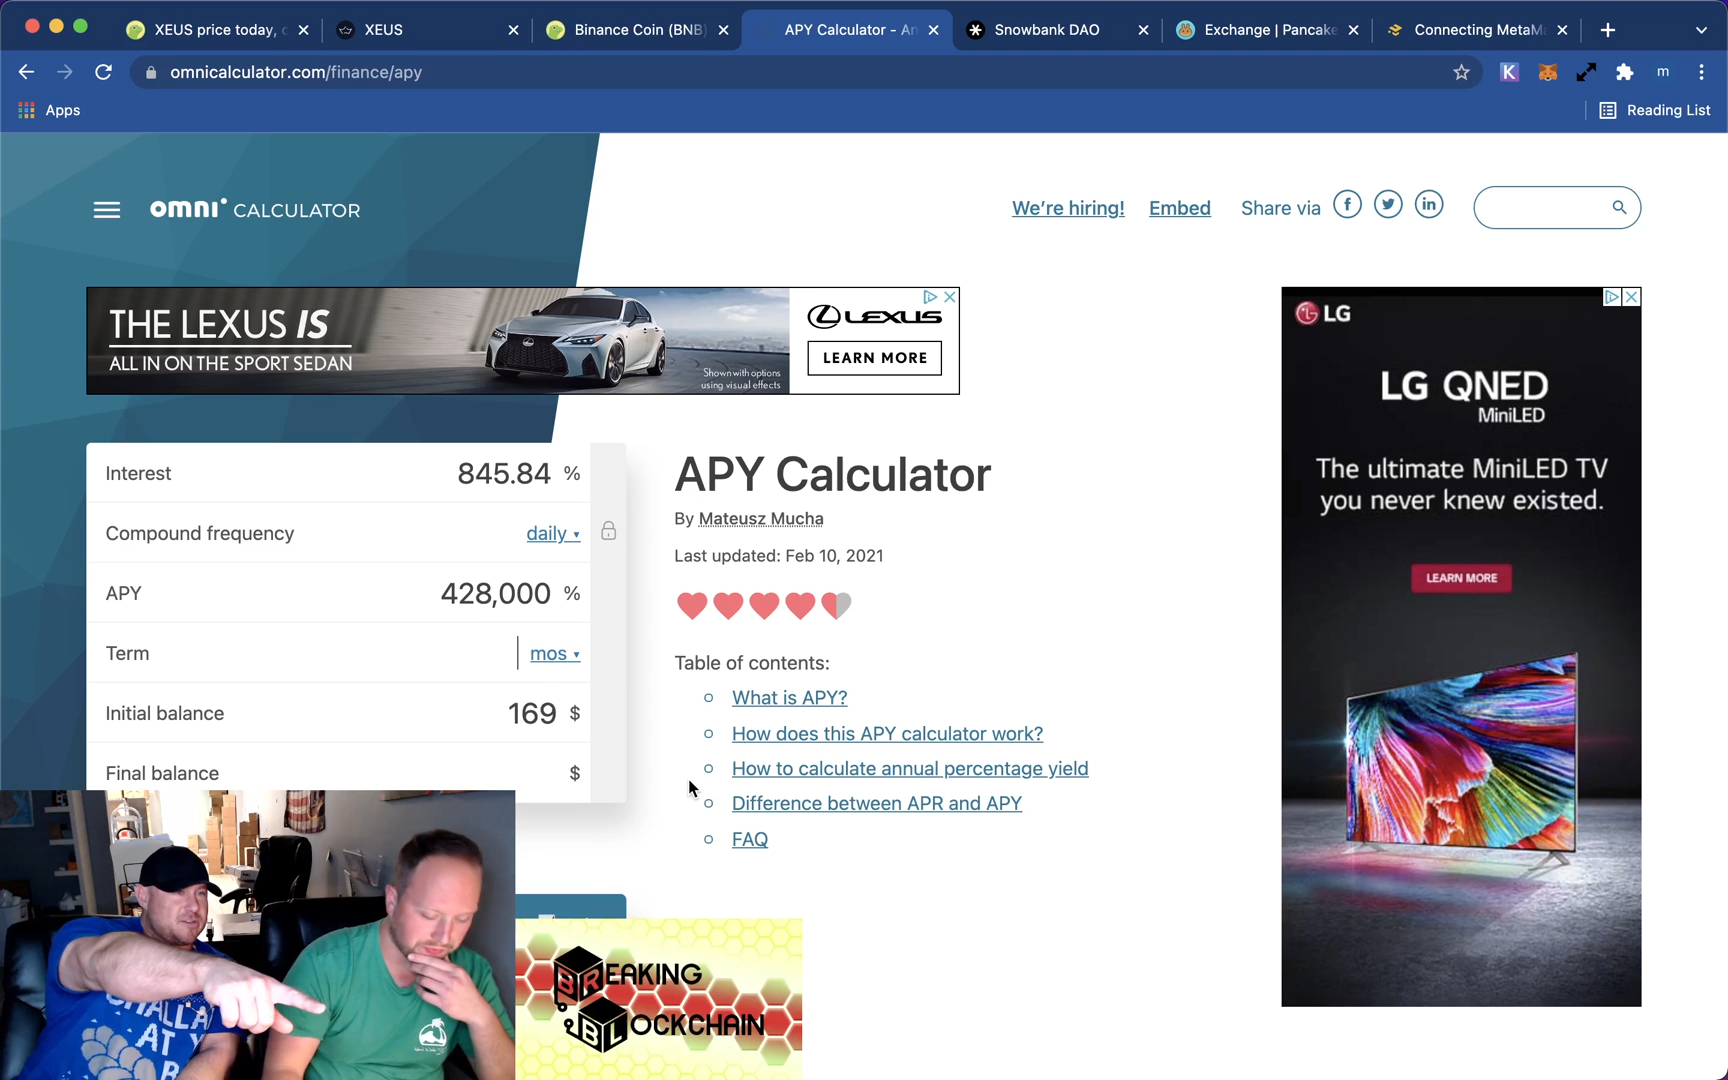 XEUS price today, c
XEUS
Binance Coin (BNB)
APY Calculator - An
Snowbank DAO
Exchange | Pancake
Connecting MetaMa
omnicalculator.com/finance/apy
K
m
Apps
Reading List
omni CALCULATOR
We're hiring!
Embed
Share via
THE LEXUS IS
ALL IN ON THE SPORT SEDAN
Shown with options
using visual effects
LEXUS
LEARN MORE
LG
LG QNED
MiniLED
The ultimate MiniLED TV
you never knew existed.
LEARN MORE
Interest 845.84 %
Compound frequency daily
APY 428,000 %
Term mos
Initial balance 169 $
Final balance $
APY Calculator
By Mateusz Mucha
Last updated: Feb 10, 2021
Table of contents:
What is APY?
How does this APY calculator work?
How to calculate annual percentage yield
Difference between APR and APY
FAQ
BREAKING
BLOCKCHAIN
AT